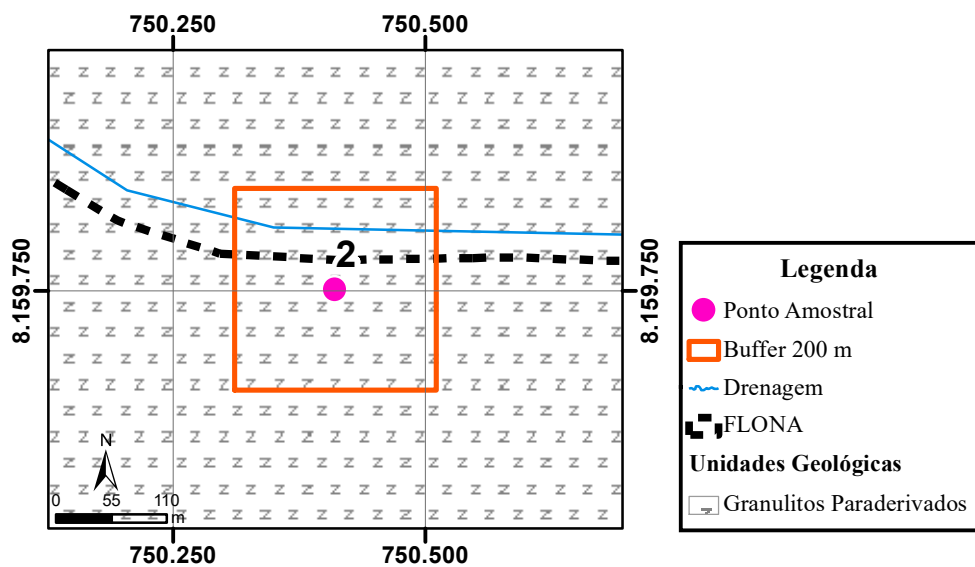 750.250 750.500
8.159.750
2
8.159.750
N
0 55 110
m
750.250 750.500
Legenda
Ponto Amostral
Buffer 200 m
Drenagem
FLONA
Unidades Geológicas
Granulitos Paraderivados